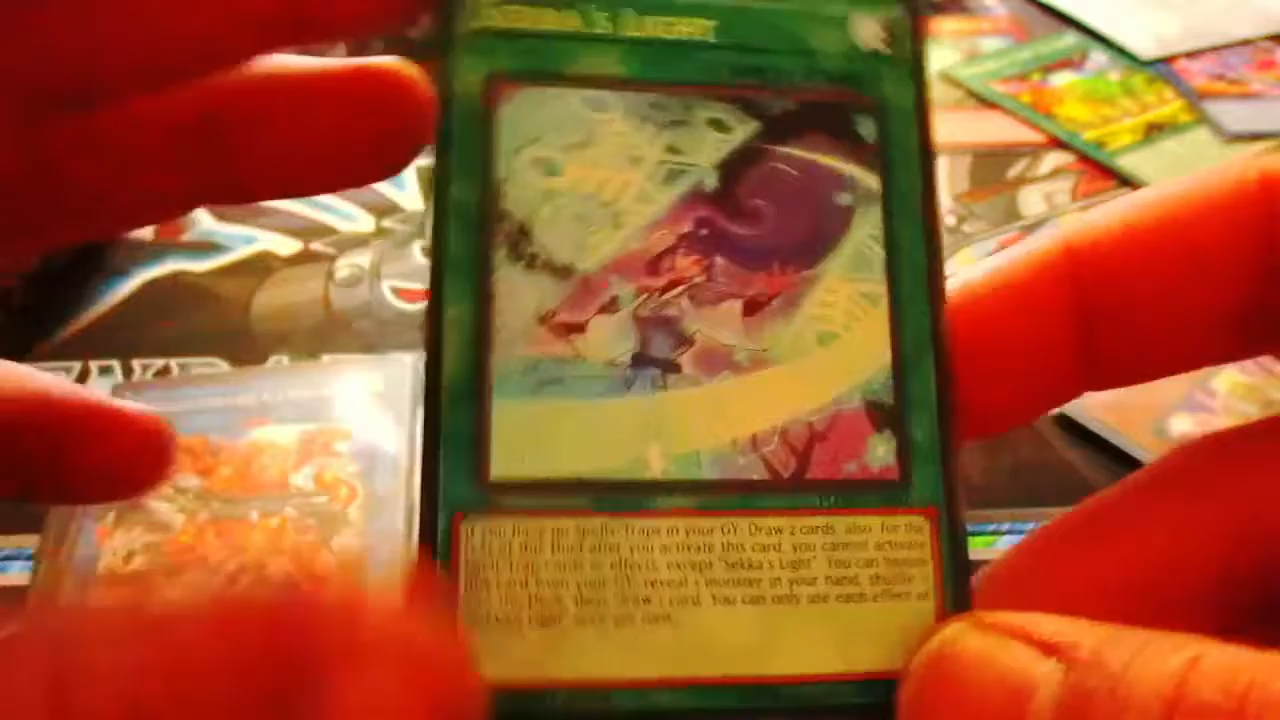 Sekka's Light
If you have no Spells/Traps in your GY: Draw 2 cards, also, for the
rest of this Duel after you activate this card, you cannot activate
Spell/Trap Cards or effects, except "Sekka's Light". You can banish
this card from your GY, reveal 1 monster in your hand, shuffle
into the Deck, then draw 1 card. You can only use each effect of
"Sekka's Light" once per turn.